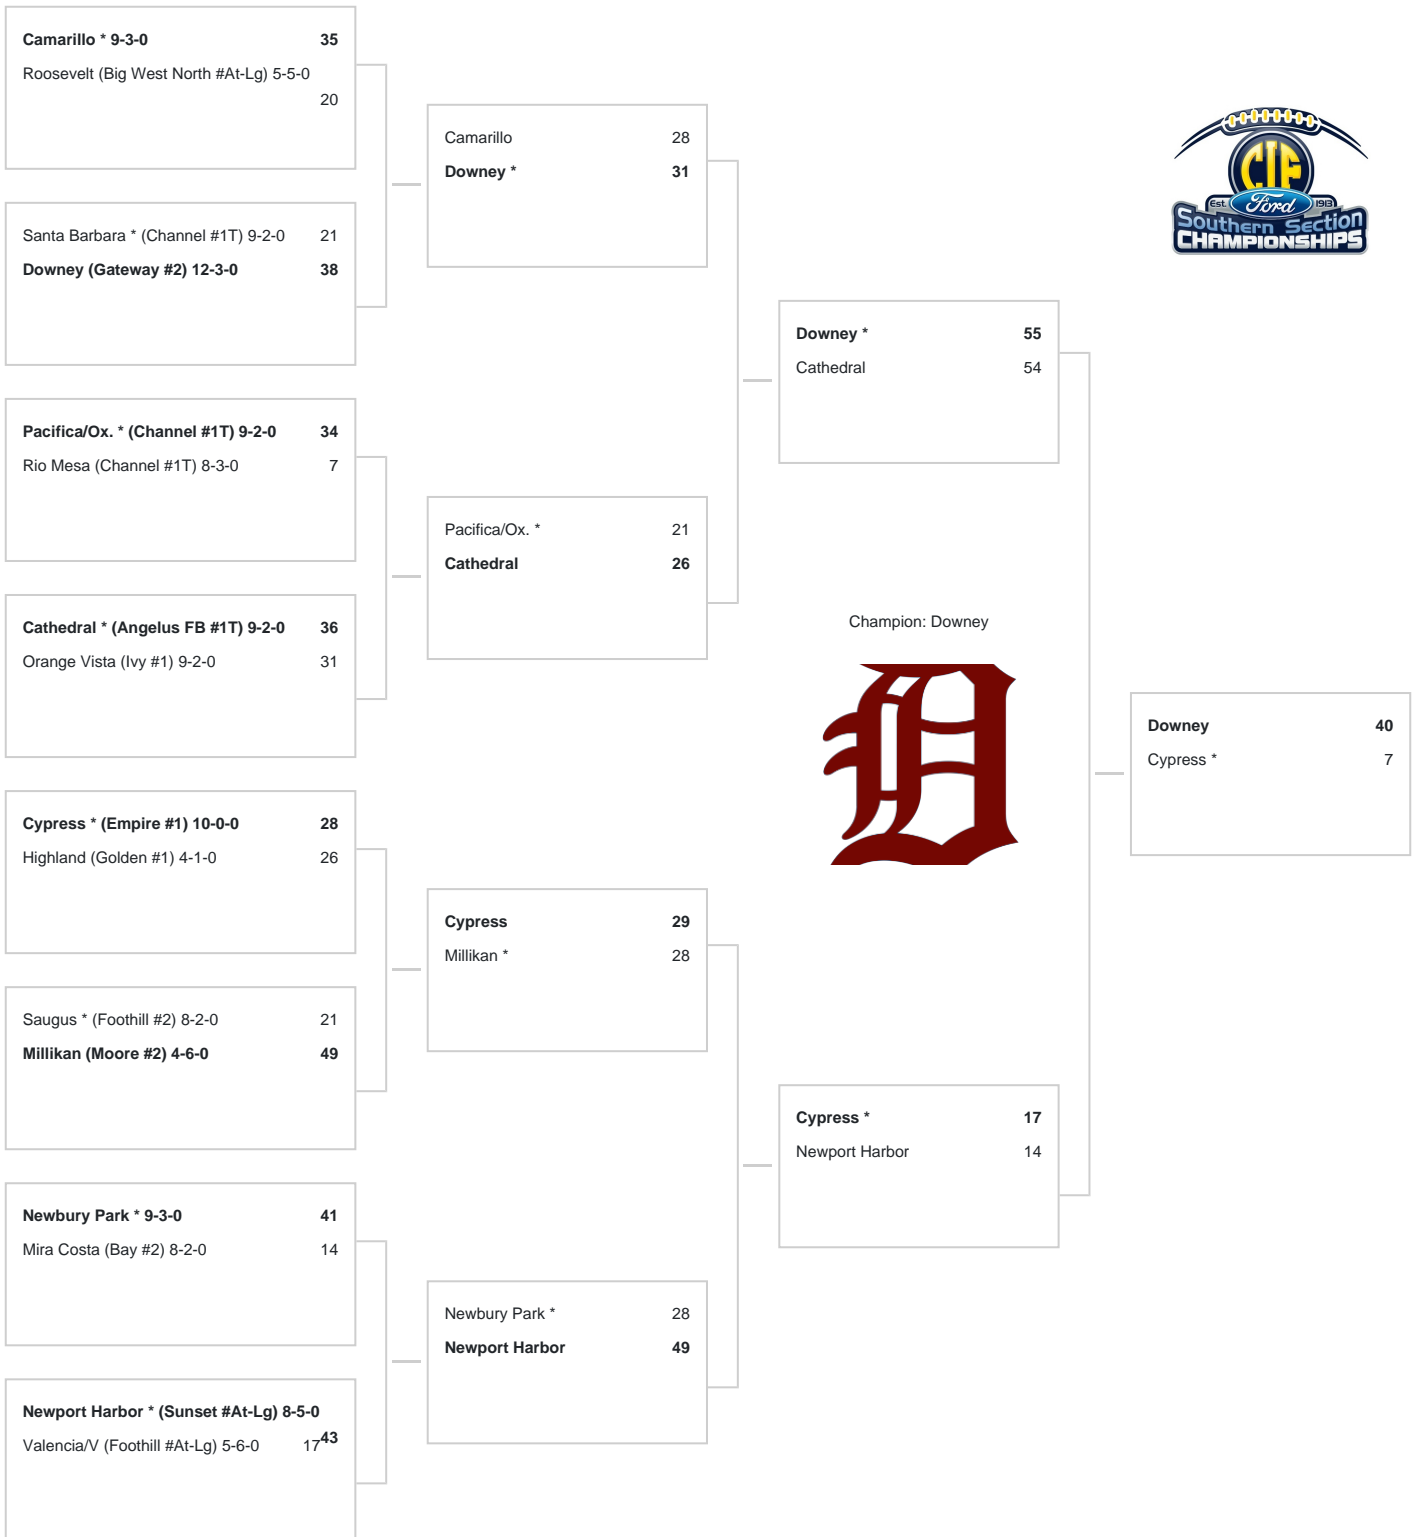 Camarillo * 9-3-0 35
Roosevelt (Big West North #At-Lg) 5-5-0
20
Santa Barbara * (Channel #1T) 9-2-0 21
Downey (Gateway #2) 12-3-0 38
Pacifica/Ox. * (Channel #1T) 9-2-0 34
Rio Mesa (Channel #1T) 8-3-0 7
Cathedral * (Angelus FB #1T) 9-2-0 36
Orange Vista (Ivy #1) 9-2-0 31
Cypress * (Empire #1) 10-0-0 28
Highland (Golden #1) 4-1-0 26
Saugus * (Foothill #2) 8-2-0 21
Millikan (Moore #2) 4-6-0 49
Newbury Park * 9-3-0 41
Mira Costa (Bay #2) 8-2-0 14
Newport Harbor * (Sunset #At-Lg) 8-5-0
43
Valencia/V (Foothill #At-Lg) 5-6-0 17
Camarillo 28
Downey * 31
Pacifica/Ox. * 21
Cathedral 26
Cypress 29
Millikan * 28
Newbury Park * 28
Newport Harbor 49
Downey * 55
Cathedral 54
Champion: Downey
D
Cypress * 17
Newport Harbor 14
CIF
Est. Ford 1913
Southern Section
CHAMPIONSHIPS
Downey 40
Cypress * 7